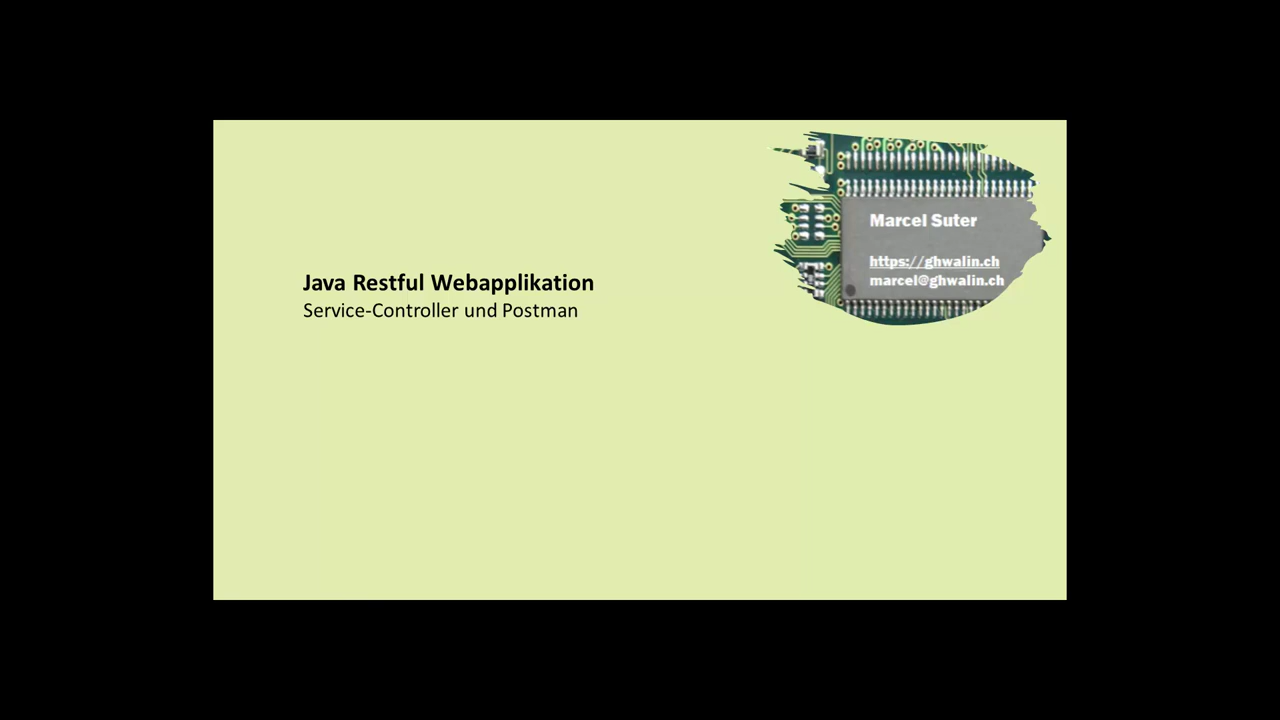 Java Restful Webapplikation
Service-Controller und Postman
Marcel Suter
https://ghwalin.ch
marcel@ghwalin.ch